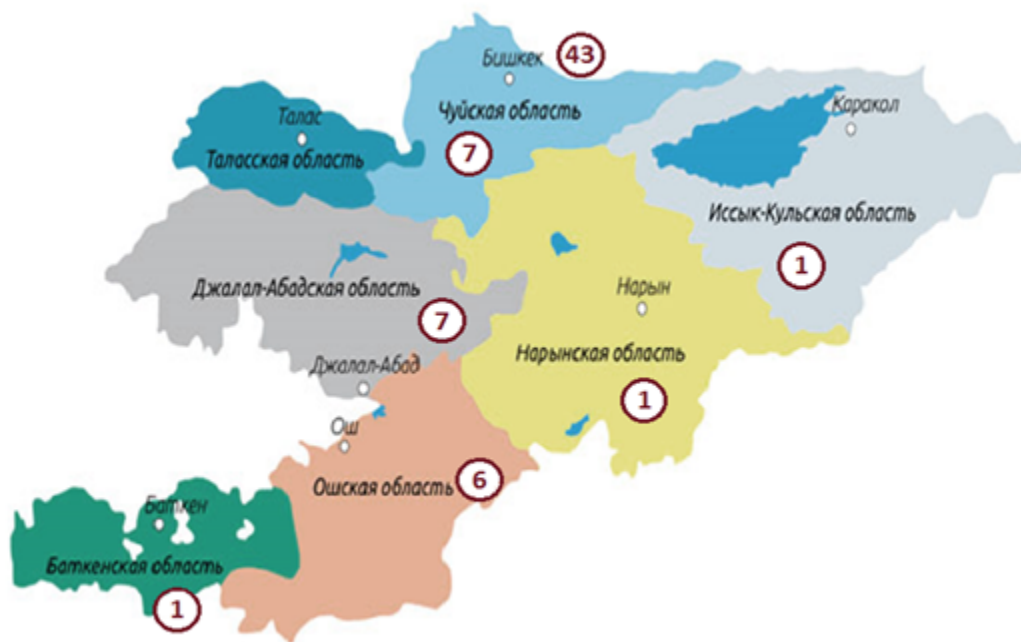 Бишкек
43
Чуйская область
7
Талас
Таласская область
Каракол
Иссык-Кульская область
1
Джалал-Абадская область
7
Нарын
Нарынская область
1
Джалал-Абад
Ош
Ошская область
6
Баткен
Баткенская область
1